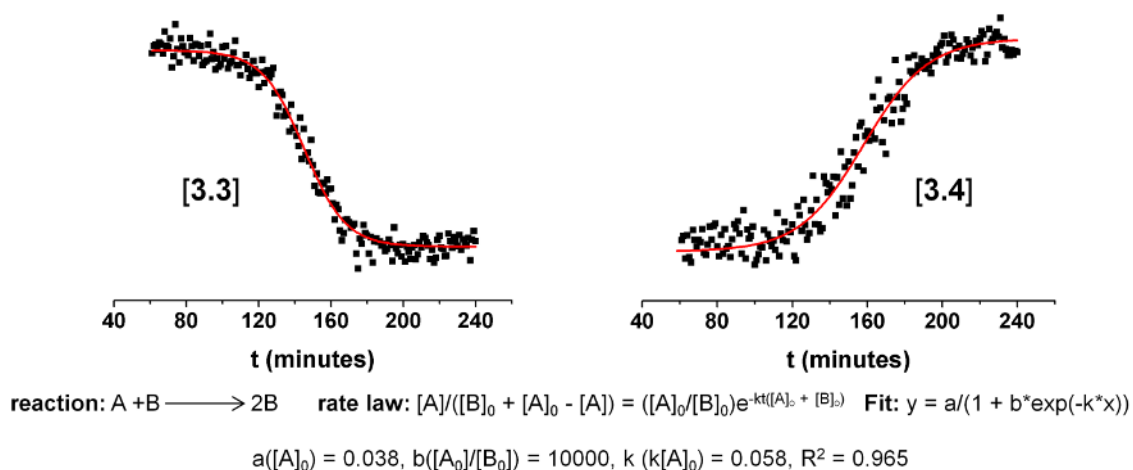 [3.3]
[3.4]
40 80 120 160 200 240
40 80 120 160 200 240
t (minutes)
t (minutes)
reaction: A +B ⟶ 2B rate law: [A]/([B]₀ + [A]₀ - [A]) = ([A]₀/[B]₀)e^-kt([A]₀ + [B]₀) Fit: y = a/(1 + b*exp(-k*x))
a([A]₀) = 0.038, b([A₀]/[B₀]) = 10000, k (k[A]₀) = 0.058, R² = 0.965